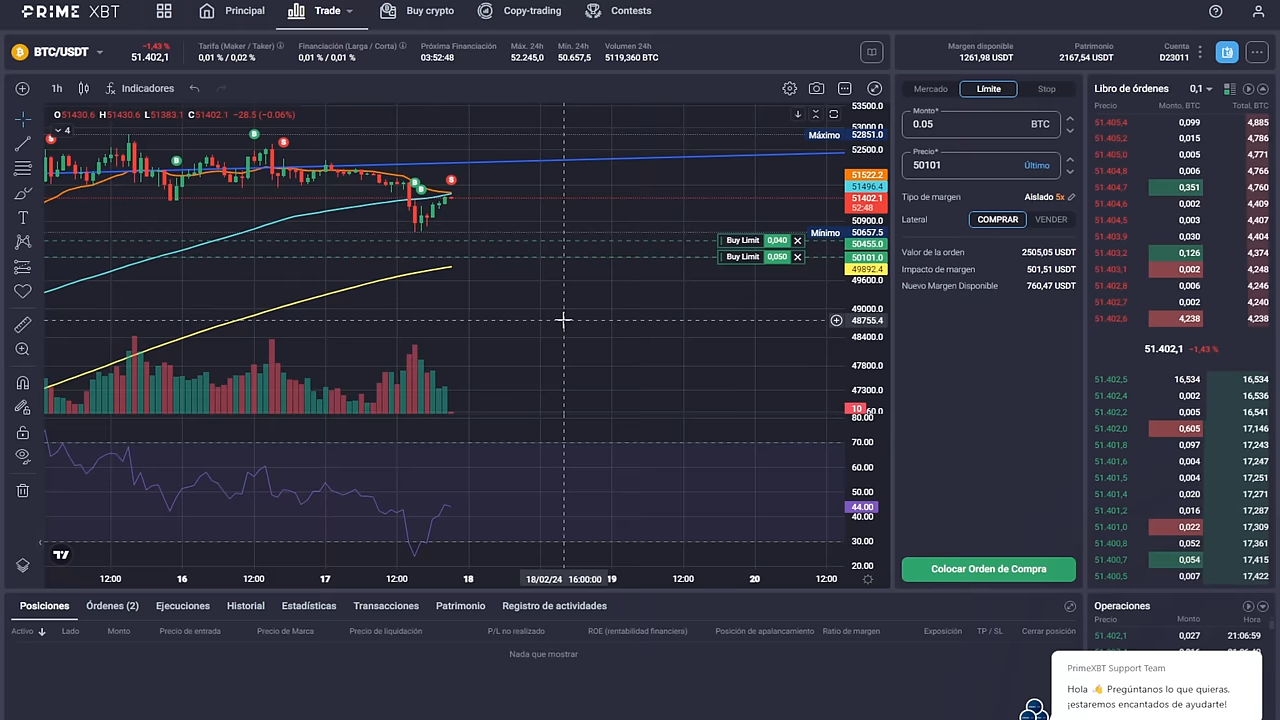 PRIME XBT
Principal
Trade
Buy crypto
Copy-trading
Contests
BTC/USDT
-1,43 %
51.402,1
Tarifa (Maker / Taker)
0,01 % / 0,02 %
Financiación (Larga / Corta)
0,01 % / 0,01 %
Próxima Financiación
03:52:48
Máx. 24h
52.245,0
Mín. 24h
50.657,5
Volumen 24h
5119,360 BTC
Margen disponible
1261,98 USDT
Patrimonio
2167,54 USDT
Cuenta
D23011
1h
Indicadores
O51430.6 H51430.6 L51383.1 C51402.1 −28.5 (−0.06%)
4
53500.0
53000.0
Máximo 52851.0
52500.0
51522.2
51496.4
51402.1
52:48
50900.0
Mínimo 50657.5
Buy Limit 0,040
50455.0
Buy Limit 0,050
50101.0
49892.4
49600.0
49000.0
48755.4
48400.0
47800.0
47300.0
10
80.00
70.00
60.00
50.00
44.00
40.00
30.00
20.00
12:00
16
12:00
17
12:00
18
18/02/24 16:00:00
19
12:00
20
12:00
Mercado
Límite
Stop
Monto*
0.05
BTC
Precio*
50101
Último
Tipo de margen
Aislado 5x
Lateral
COMPRAR
VENDER
Valor de la orden
2505,05 USDT
Impacto de margen
501,51 USDT
Nuevo Margen Disponible
760,47 USDT
Colocar Orden de Compra
Libro de órdenes
0,1
Precio Monto, BTC Total, BTC
51.405,4 0,099 4,885
51.405,2 0,015 4,786
51.405,0 0,005 4,771
51.404,8 0,006 4,766
51.404,7 0,351 4,760
51.404,6 0,002 4,409
51.404,5 0,003 4,407
51.403,9 0,030 4,404
51.403,2 0,126 4,374
51.403,1 0,002 4,248
51.402,8 0,006 4,246
51.402,7 0,002 4,240
51.402,6 4,238 4,238
51.402,1 −1,43 %
51.402,5 16,534 16,534
51.402,4 0,002 16,536
51.402,2 0,005 16,541
51.402,0 0,605 17,146
51.401,8 0,097 17,243
51.401,6 0,004 17,247
51.401,5 0,004 17,251
51.401,4 0,020 17,271
51.401,2 0,016 17,287
51.401,0 0,022 17,309
51.400,8 0,052 17,361
51.400,7 0,054 17,415
51.400,5 0,007 17,422
Posiciones
Órdenes (2)
Ejecuciones
Historial
Estadísticas
Transacciones
Patrimonio
Registro de actividades
Activo
Lado
Monto
Precio de entrada
Precio de Marca
Precio de liquidación
P/L no realizado
ROE (rentabilidad financiera)
Posición de apalancamiento
Ratio de margen
Exposición
TP / SL
Cerrar posición
Nada que mostrar
Operaciones
Precio Monto Hora
51.402,1 0,027 21:06:59
PrimeXBT Support Team
Hola 👋 Pregúntanos lo que quieras,
¡estaremos encantados de ayudarte!